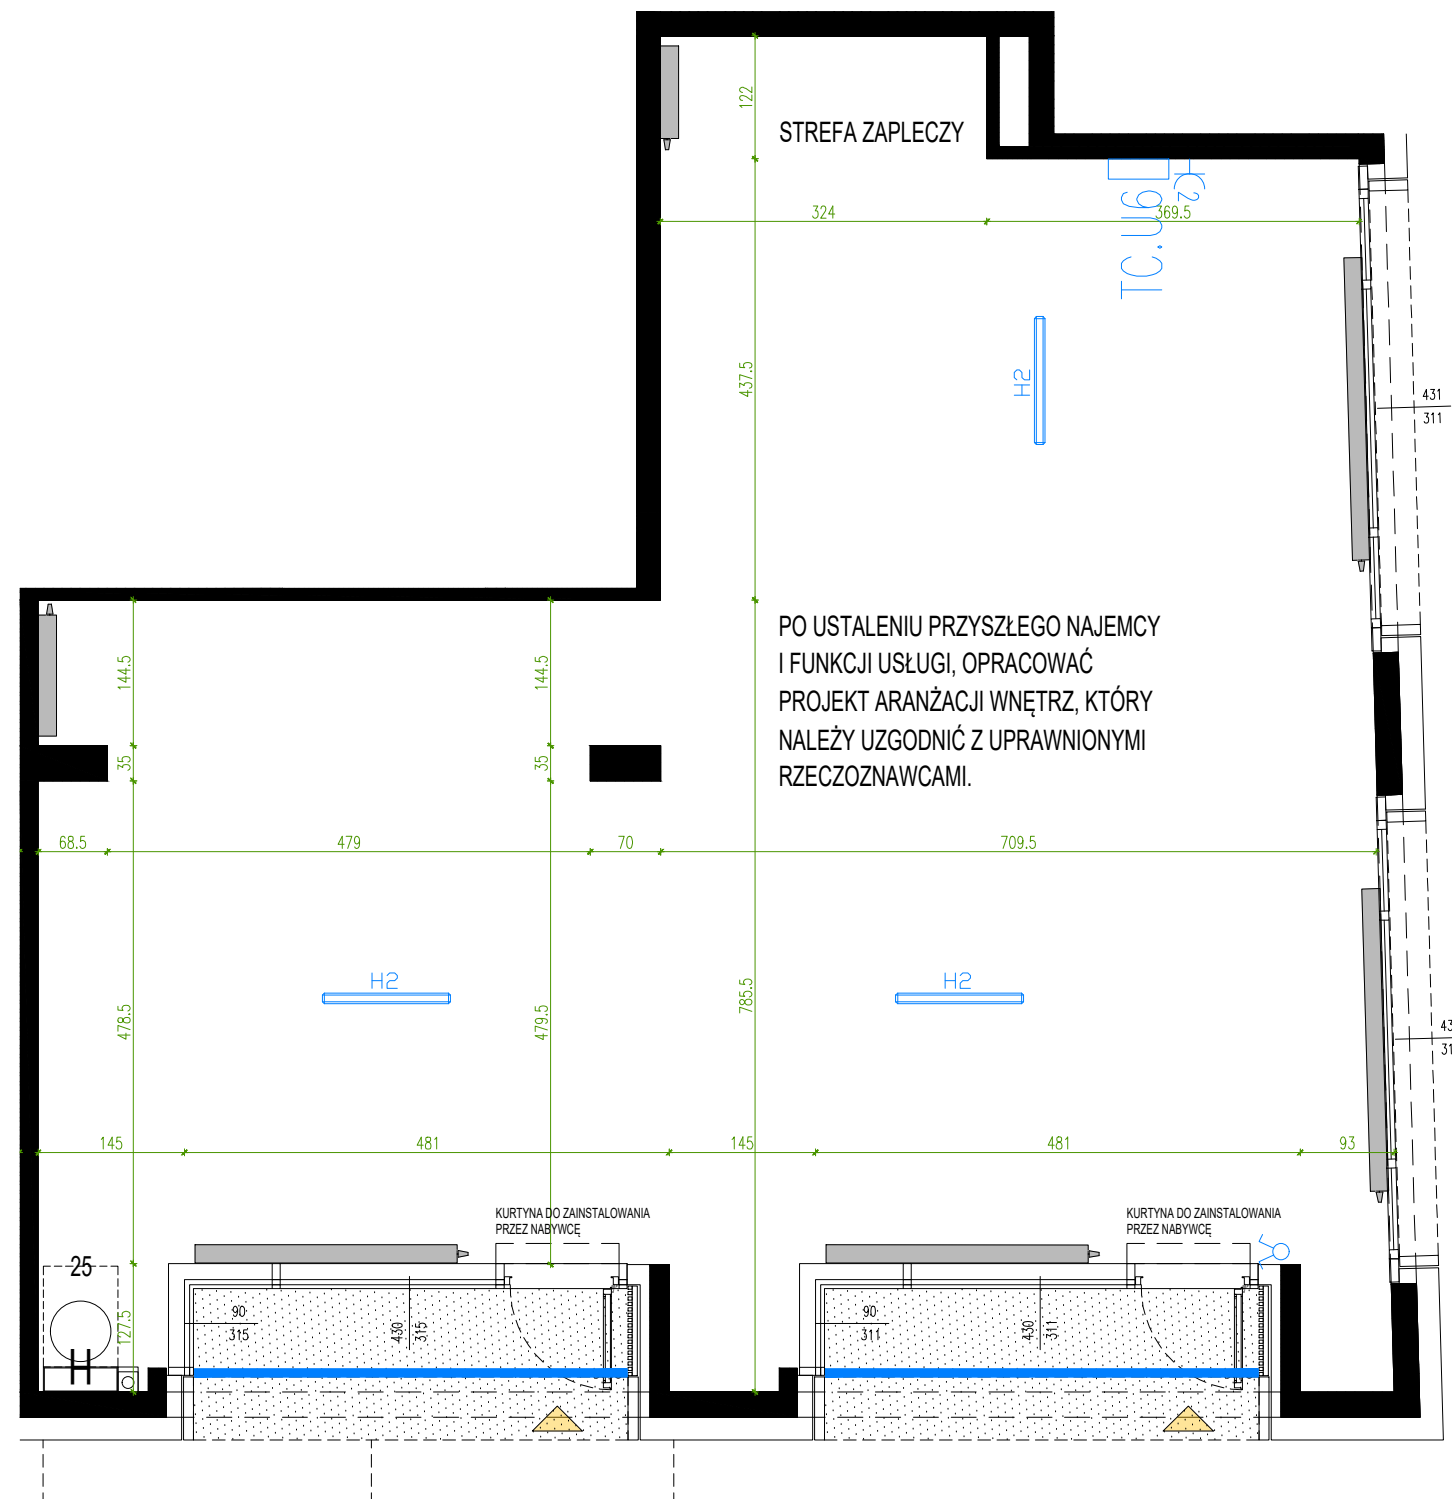 122
STREFA ZAPLECZY
324
369.5
TC.U6
H2
437.5
H2
431
311
PO USTALENIU PRZYSZŁEGO NAJEMCY
I FUNKCJI USŁUGI, OPRACOWAĆ
PROJEKT ARANŻACJI WNĘTRZ, KTÓRY
NALEŻY UZGODNIĆ Z UPRAWNIONYMI
RZECZOZNAWCAMI.
144.5
144.5
35
35
68.5
479
70
709.5
H2
H2
478.5
479.5
785.5
145
481
145
481
93
KURTYNA DO ZAINSTALOWANIA
PRZEZ NABYWCĘ
KURTYNA DO ZAINSTALOWANIA
PRZEZ NABYWCĘ
25
127.5
H
90
315
430
315
90
311
430
311